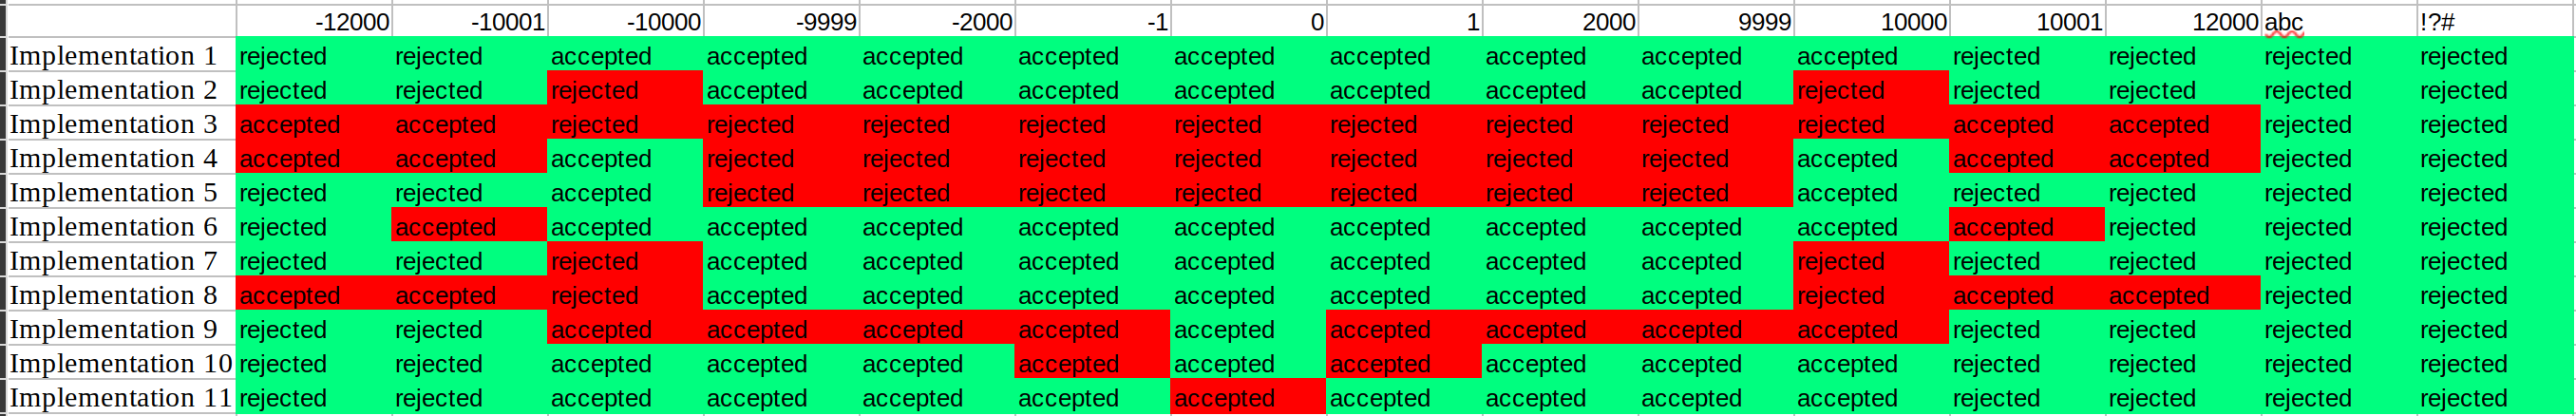 -12000 -10001 -10000 -9999 -2000 -1 0 1 2000 9999 10000 10001 12000 abc !?#
Implementation 1 rejected rejected accepted accepted accepted accepted accepted accepted accepted accepted accepted rejected rejected rejected rejected
Implementation 2 rejected rejected rejected accepted accepted accepted accepted accepted accepted accepted rejected rejected rejected rejected rejected
Implementation 3 accepted accepted rejected rejected rejected rejected rejected rejected rejected rejected rejected accepted accepted rejected rejected
Implementation 4 accepted accepted accepted rejected rejected rejected rejected rejected rejected rejected accepted accepted accepted rejected rejected
Implementation 5 rejected rejected accepted rejected rejected rejected rejected rejected rejected rejected accepted rejected rejected rejected rejected
Implementation 6 rejected accepted accepted accepted accepted accepted accepted accepted accepted accepted accepted accepted rejected rejected rejected
Implementation 7 rejected rejected rejected accepted accepted accepted accepted accepted accepted accepted rejected rejected rejected rejected rejected
Implementation 8 accepted accepted rejected accepted accepted accepted accepted accepted accepted accepted rejected accepted accepted rejected rejected
Implementation 9 rejected rejected accepted accepted accepted accepted accepted accepted accepted accepted accepted rejected rejected rejected rejected
Implementation 10 rejected rejected accepted accepted accepted accepted accepted accepted accepted accepted accepted rejected rejected rejected rejected
Implementation 11 rejected rejected accepted accepted accepted accepted accepted accepted accepted accepted accepted rejected rejected rejected rejected